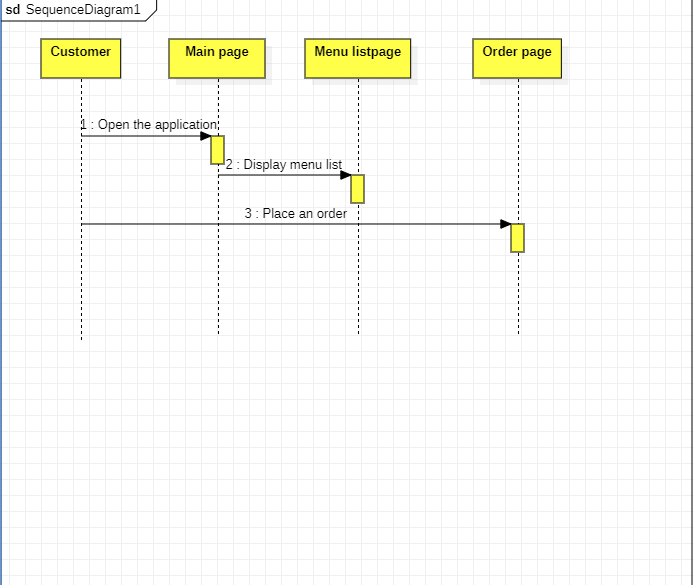 sd SequenceDiagram1
Customer
Main page
Menu listpage
Order page
1 : Open the application
2 : Display menu list
3 : Place an order